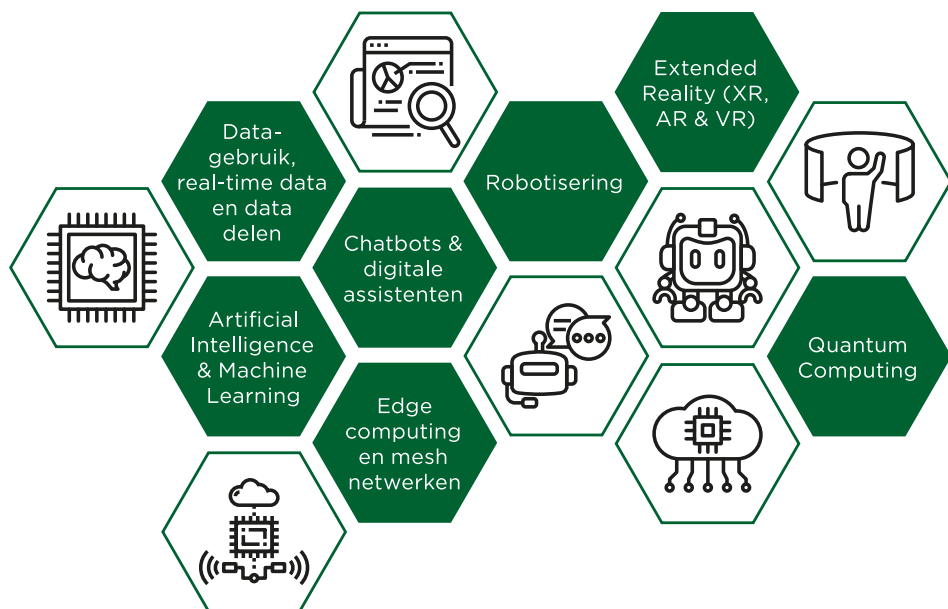 Extended
Reality (XR,
AR & VR)
Data-
gebruik,
real-time data
en data
delen
Robotisering
Chatbots &
digitale
assistenten
Artificial
Intelligence
& Machine
Learning
Quantum
Computing
Edge
computing
en mesh
netwerken